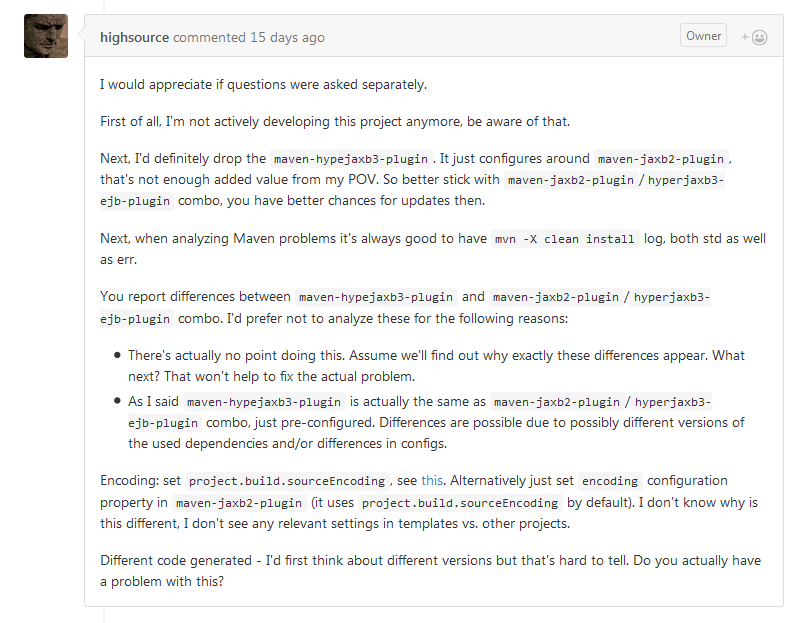 highsource commented 15 days ago
Owner
+
I would appreciate if questions were asked separately.
First of all, I'm not actively developing this project anymore, be aware of that.
Next, I'd definitely drop the maven-hypejaxb3-plugin . It just configures around maven-jaxb2-plugin ,
that's not enough added value from my POV. So better stick with maven-jaxb2-plugin / hyperjaxb3-
ejb-plugin combo, you have better chances for updates then.
Next, when analyzing Maven problems it's always good to have mvn -X clean install log, both std as well
as err.
You report differences between maven-hypejaxb3-plugin and maven-jaxb2-plugin / hyperjaxb3-
ejb-plugin combo. I'd prefer not to analyze these for the following reasons:
• There's actually no point doing this. Assume we'll find out why exactly these differences appear. What
next? That won't help to fix the actual problem.
• As I said maven-hypejaxb3-plugin is actually the same as maven-jaxb2-plugin / hyperjaxb3-
ejb-plugin combo, just pre-configured. Differences are possible due to possibly different versions of
the used dependencies and/or differences in configs.
Encoding: set project.build.sourceEncoding , see this. Alternatively just set encoding configuration
property in maven-jaxb2-plugin (it uses project.build.sourceEncoding by default). I don't know why is
this different, I don't see any relevant settings in templates vs. other projects.
Different code generated - I'd first think about different versions but that's hard to tell. Do you actually have
a problem with this?